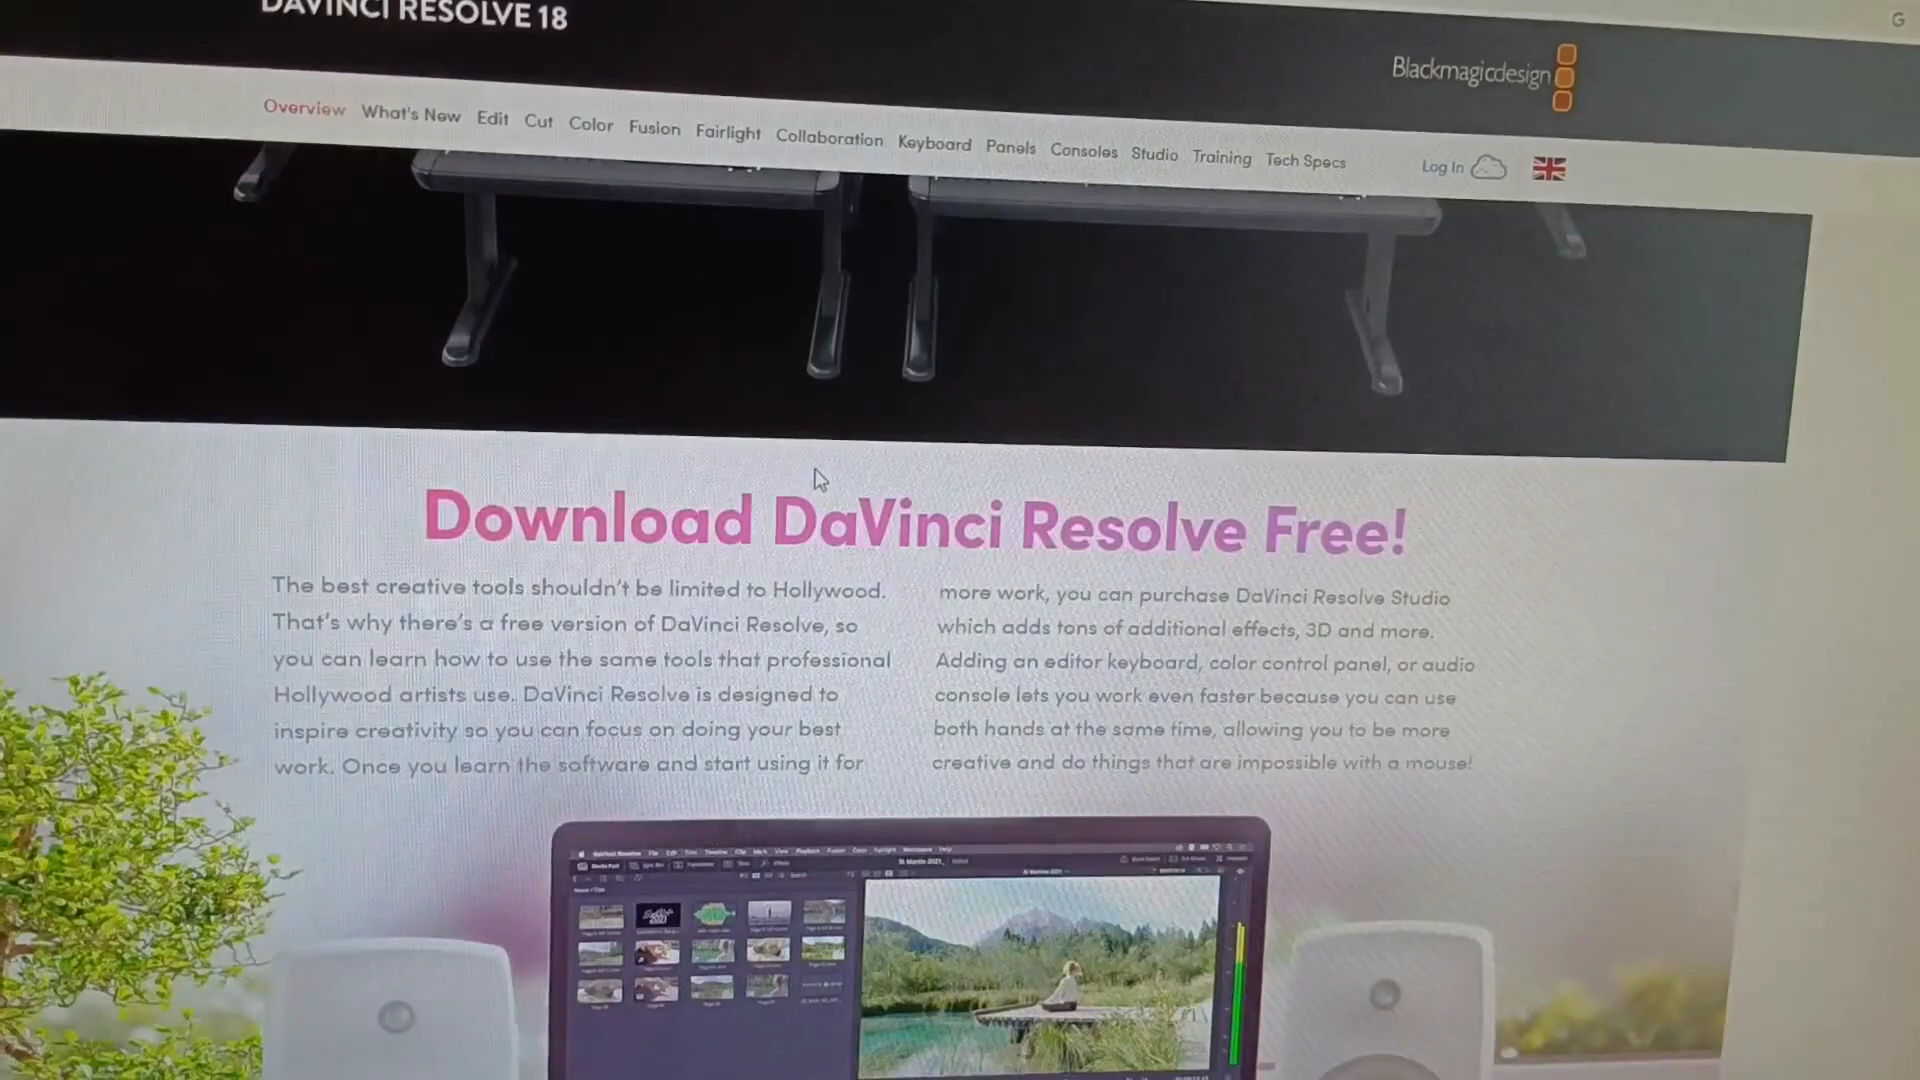 DAVINCI RESOLVE 18
G
Blackmagicdesign
Overview What's New Edit Cut Color Fusion Fairlight Collaboration Keyboard Panels Consoles Studio Training Tech Specs Log In
Download DaVinci Resolve Free!
The best creative tools shouldn't be limited to Hollywood.
That's why there's a free version of DaVinci Resolve, so
you can learn how to use the same tools that professional
Hollywood artists use. DaVinci Resolve is designed to
inspire creativity so you can focus on doing your best
work. Once you learn the software and start using it for
more work, you can purchase DaVinci Resolve Studio
which adds tons of additional effects, 3D and more.
Adding an editor keyboard, color control panel, or audio
console lets you work even faster because you can use
both hands at the same time, allowing you to be more
creative and do things that are impossible with a mouse!